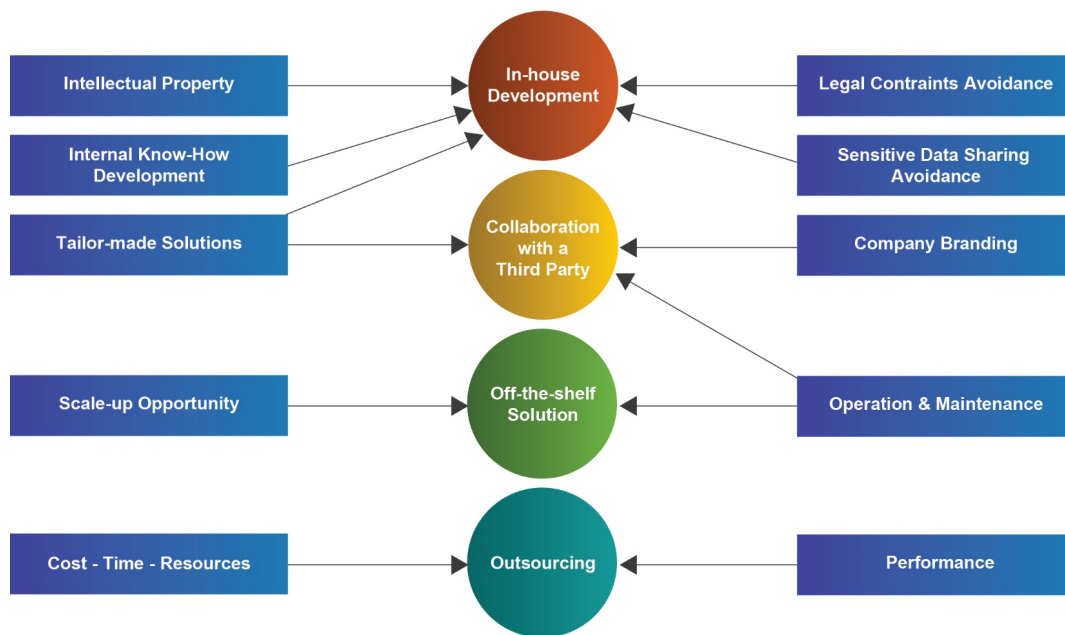 In-house
Development
Intellectual Property
Legal Contraints Avoidance
Internal Know-How
Development
Sensitive Data Sharing
Avoidance
Tailor-made Solutions
Collaboration
with a
Third Party
Company Branding
Scale-up Opportunity
Off-the-shelf
Solution
Operation & Maintenance
Cost - Time - Resources
Outsourcing
Performance